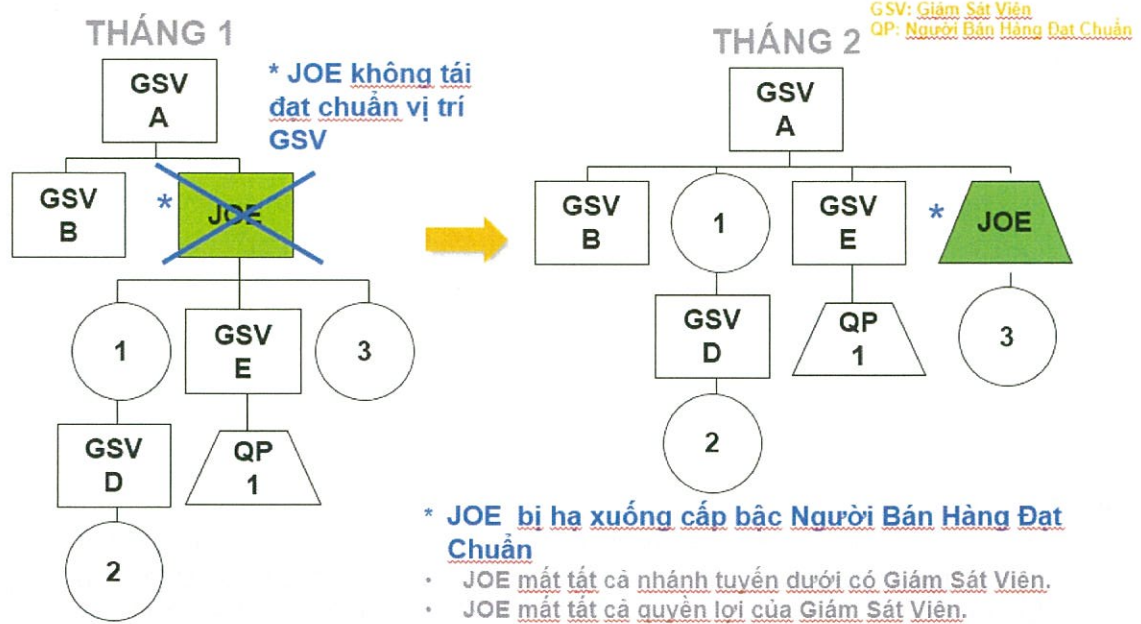 GSV: Giám Sát Viên
QP: Người Bán Hàng Đạt Chuẩn
THÁNG 1
THÁNG 2
* JOE không tái
đạt chuẩn vị trí
GSV
GSV
A
GSV
B
*
JOE
1
GSV
E
3
GSV
D
QP
1
2
GSV
A
GSV
B
1
GSV
E
*
JOE
GSV
D
QP
1
3
2
* JOE bị hạ xuống cấp bậc Người Bán Hàng Đạt
Chuẩn
• JOE mất tất cả nhánh tuyến dưới có Giám Sát Viên.
• JOE mất tất cả quyền lợi của Giám Sát Viên.